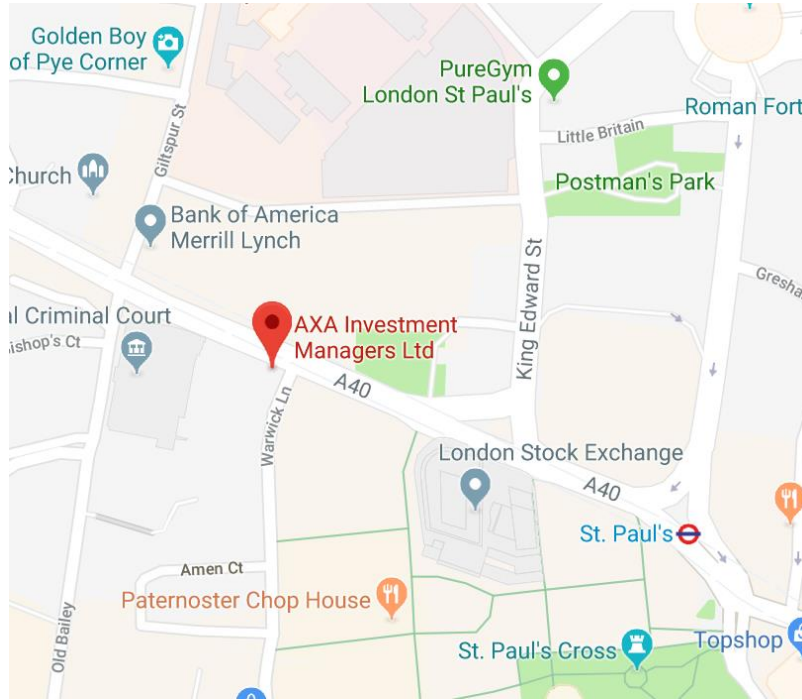 Golden Boy
of Pye Corner
PureGym
London St Paul's
Roman Fort
Little Britain
Giltspur St
Church
Postman's Park
Bank of America
Merrill Lynch
King Edward St
Gresha
al Criminal Court
Bishop's Ct
AXA Investment
Managers Ltd
A40
Warwick Ln
London Stock Exchange
A40
St. Paul's
Amen Ct
Paternoster Chop House
Old Bailey
St. Paul's Cross
Topshop